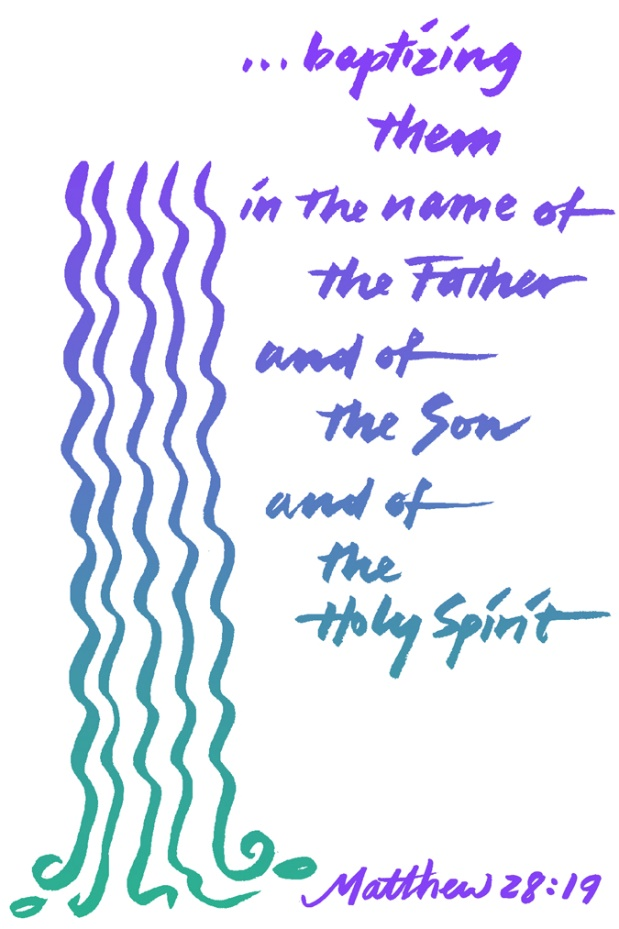 ...baptizing
them
in the name of
the Father
and of
the Son
and of
the
Holy Spirit
Matthew 28:19